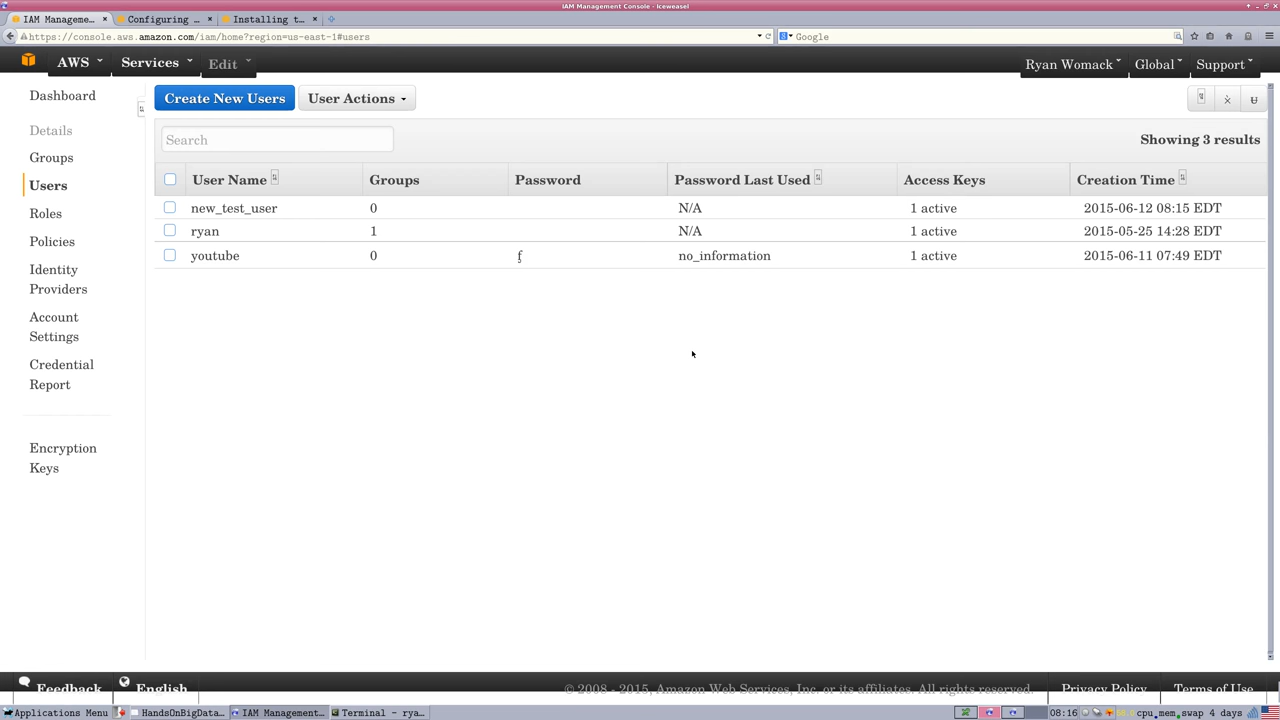 IAM Management Console - Iceweasel
IAM Manageme... × Configuring ... × Installing t... ×
https://console.aws.amazon.com/iam/home?region=us-east-1#users Google
AWS Services Edit Ryan Womack Global Support
Dashboard
Details
Groups
Users
Roles
Policies
Identity
Providers
Account
Settings
Credential
Report
Encryption
Keys
Create New Users User Actions
Search Showing 3 results
User Name Groups Password Password Last Used Access Keys Creation Time
new_test_user 0 N/A 1 active 2015-06-12 08:15 EDT
ryan 1 N/A 1 active 2015-05-25 14:28 EDT
youtube 0 no_information 1 active 2015-06-11 07:49 EDT
Feedback English © 2008 - 2015, Amazon Web Services, Inc. or its affiliates. All rights reserved. Privacy Policy Terms of Use
Applications Menu HandsOnBigData... IAM Management... Terminal - rya... 08:16 cpu mem swap 4 days